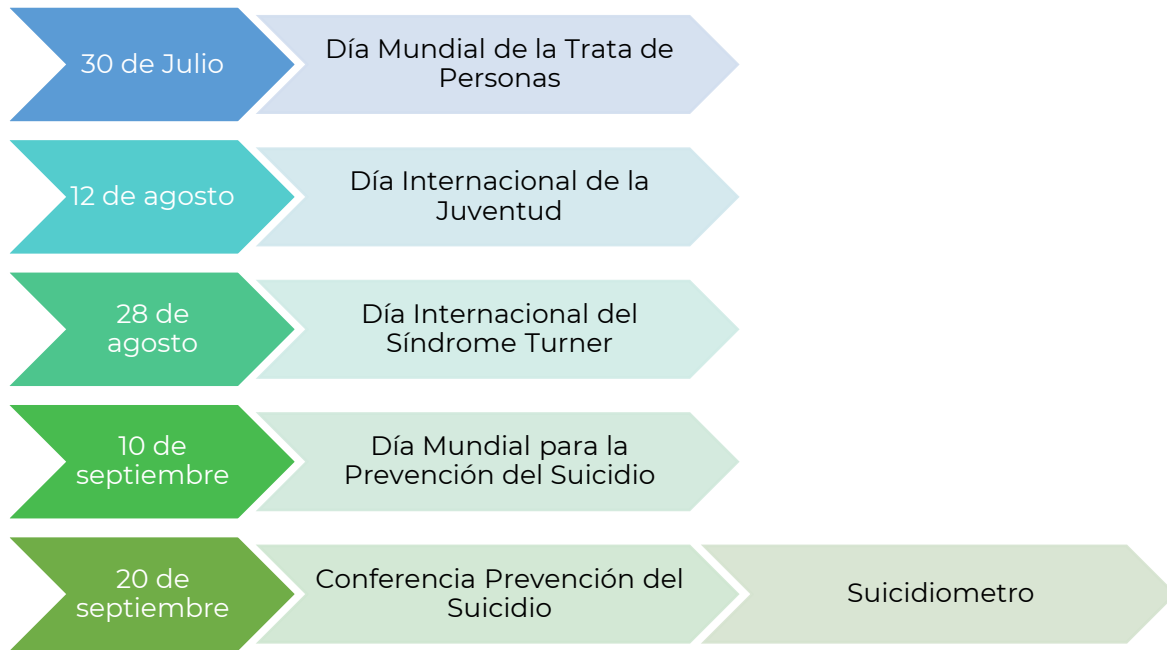 30 de Julio
Día Mundial de la Trata de
Personas
12 de agosto
Día Internacional de la
Juventud
28 de
agosto
Día Internacional del
Síndrome Turner
10 de
septiembre
Día Mundial para la
Prevención del Suicidio
20 de
septiembre
Conferencia Prevención del
Suicidio
Suicidiometro